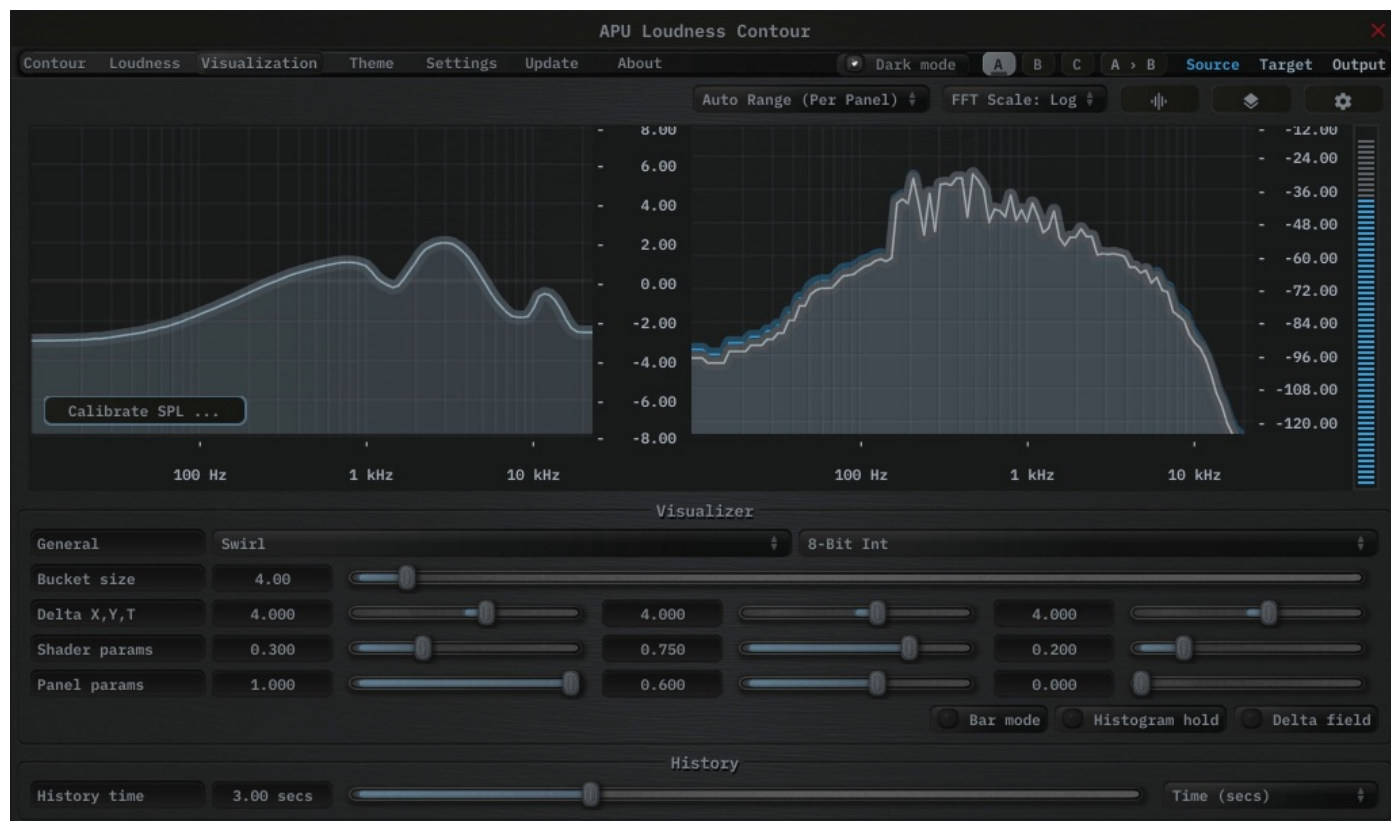 APU Loudness Contour
Contour Loudness Visualization Theme Settings Update About Dark mode A B C A › B Source Target Output
Auto Range (Per Panel) FFT Scale: Log
8.00
6.00
4.00
2.00
0.00
-2.00
-4.00
-6.00
-8.00
Calibrate SPL ...
100 Hz 1 kHz 10 kHz
-12.00
-24.00
-36.00
-48.00
-60.00
-72.00
-84.00
-96.00
-108.00
-120.00
100 Hz 1 kHz 10 kHz
Visualizer
General Swirl 8-Bit Int
Bucket size 4.00
Delta X,Y,T 4.000 4.000 4.000
Shader params 0.300 0.750 0.200
Panel params 1.000 0.600 0.000
Bar mode Histogram hold Delta field
History
History time 3.00 secs Time (secs)